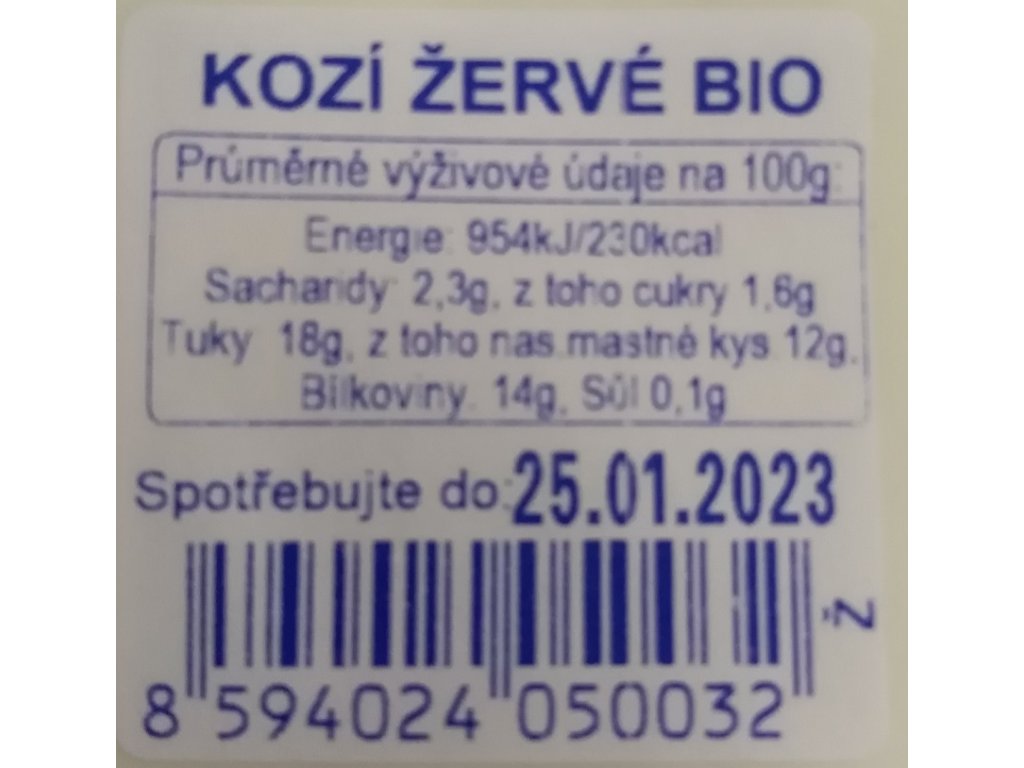 KOZÍ ŽERVÉ BIO
Průměrné výživové údaje na 100g:
Energie: 954kJ/230kcal
Sacharidy: 2,3g, z toho cukry 1,6g
Tuky: 18g, z toho nas.mastné kys.12g,
Bílkoviny: 14g, Sůl 0,1g
Spotřebujte do:25.01.2023
Ž
8 594024 050032